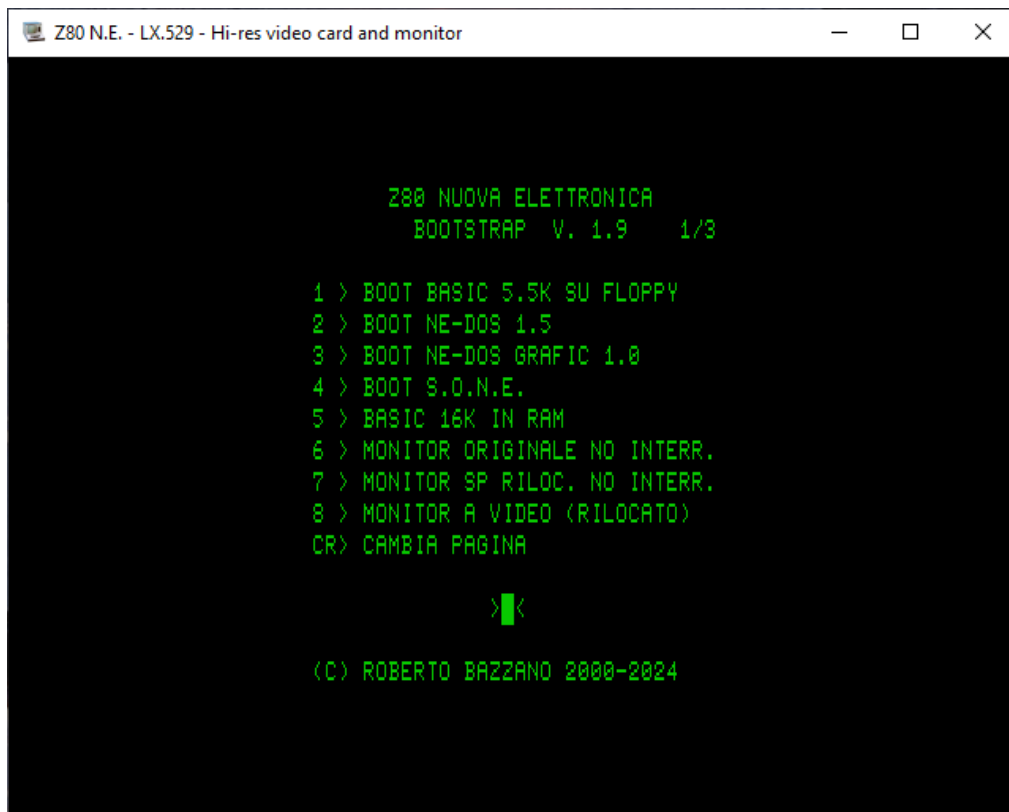 Z80 N.E. - LX.529 - Hi-res video card and monitor
Z80 NUOVA ELETTRONICA
BOOTSTRAP V. 1.9 1/3
1 > BOOT BASIC 5.5K SU FLOPPY
2 > BOOT NE-DOS 1.5
3 > BOOT NE-DOS GRAFIC 1.0
4 > BOOT S.O.N.E.
5 > BASIC 16K IN RAM
6 > MONITOR ORIGINALE NO INTERR.
7 > MONITOR SP RILOC. NO INTERR.
8 > MONITOR A VIDEO (RILOCATO)
CR> CAMBIA PAGINA
> <
(C) ROBERTO BAZZANO 2000-2024